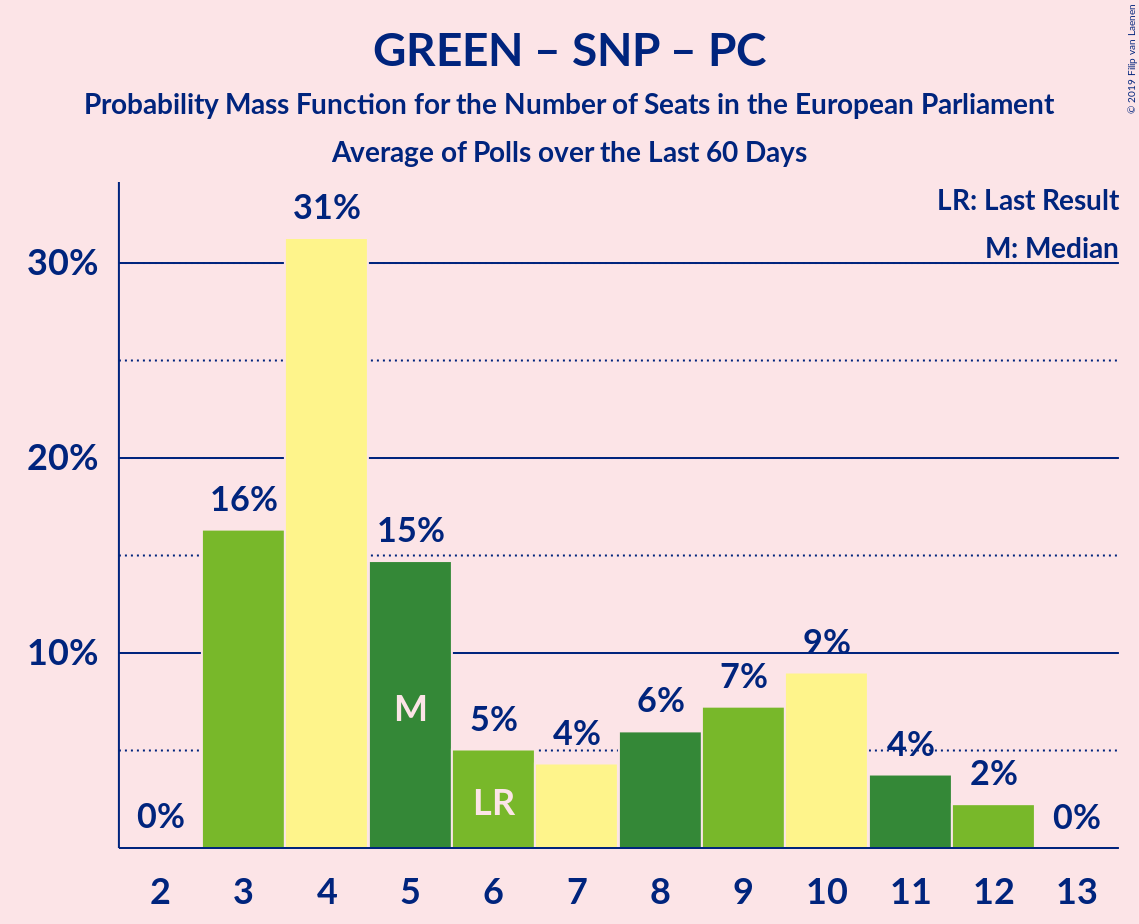 GREEN – SNP – PC
Probability Mass Function for the Number of Seats in the European Parliament
Average of Polls over the Last 60 Days
© 2019 Filip van Laenen
LR: Last Result
M: Median
30%
20%
10%
0%
16%
31%
15%
5%
4%
6%
7%
9%
4%
2%
0%
M
LR
2 3 4 5 6 7 8 9 10 11 12 13